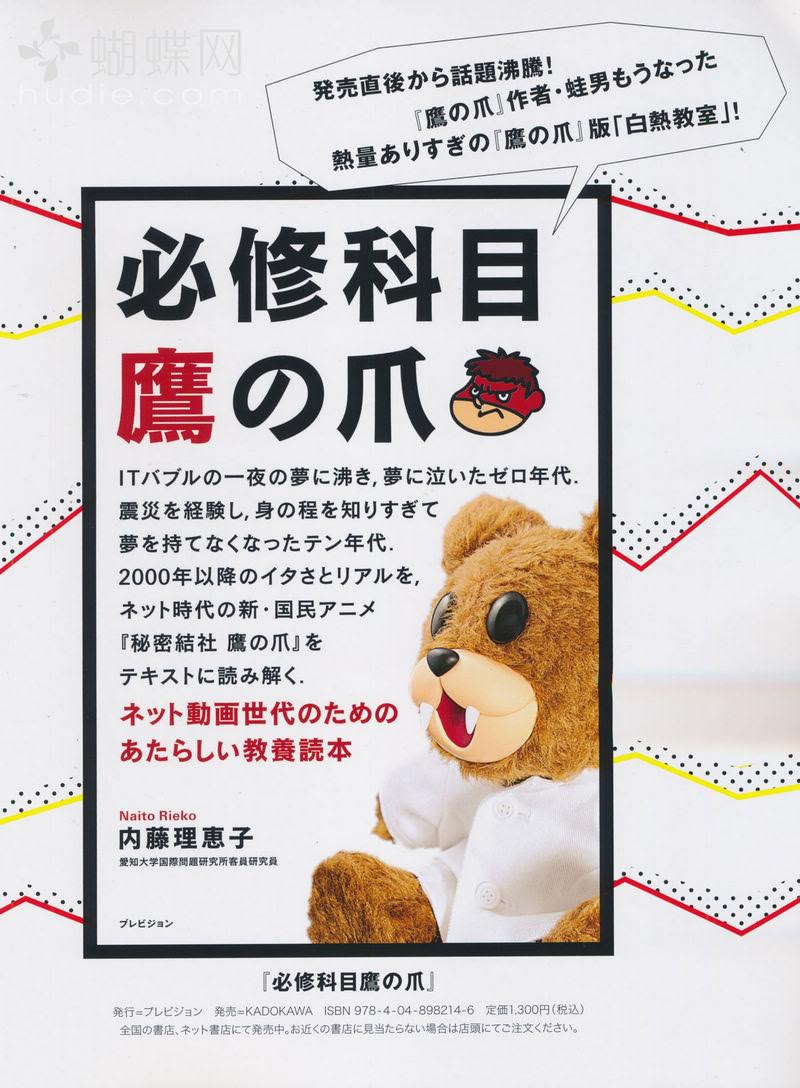 蝴蝶网
hudie.com
発売直後から話題沸騰!
『鷹の爪』作者・蛙男もうなった
熱量ありすぎの『鷹の爪』版「白熱教室」!
必修科目
鷹の爪
ITバブルの一夜の夢に沸き,夢に泣いたゼロ年代.
震災を経験し,身の程を知りすぎて
夢を持てなくなったテン年代.
2000年以降のイタさとリアルを,
ネット時代の新・国民アニメ
『秘密結社 鷹の爪』を
テキストに読み解く.
ネット動画世代のための
あたらしい教養読本
Naito Rieko
内藤理恵子
愛知大学国際問題研究所客員研究員
プレビジョン
『必修科目鷹の爪』
発行=プレビジョン 発売=KADOKAWA ISBN 978-4-04-898214-6 定価1,300円(税込)
全国の書店、ネット書店にて発売中。お近くの書店に見当たらない場合は店頭にてご注文ください。